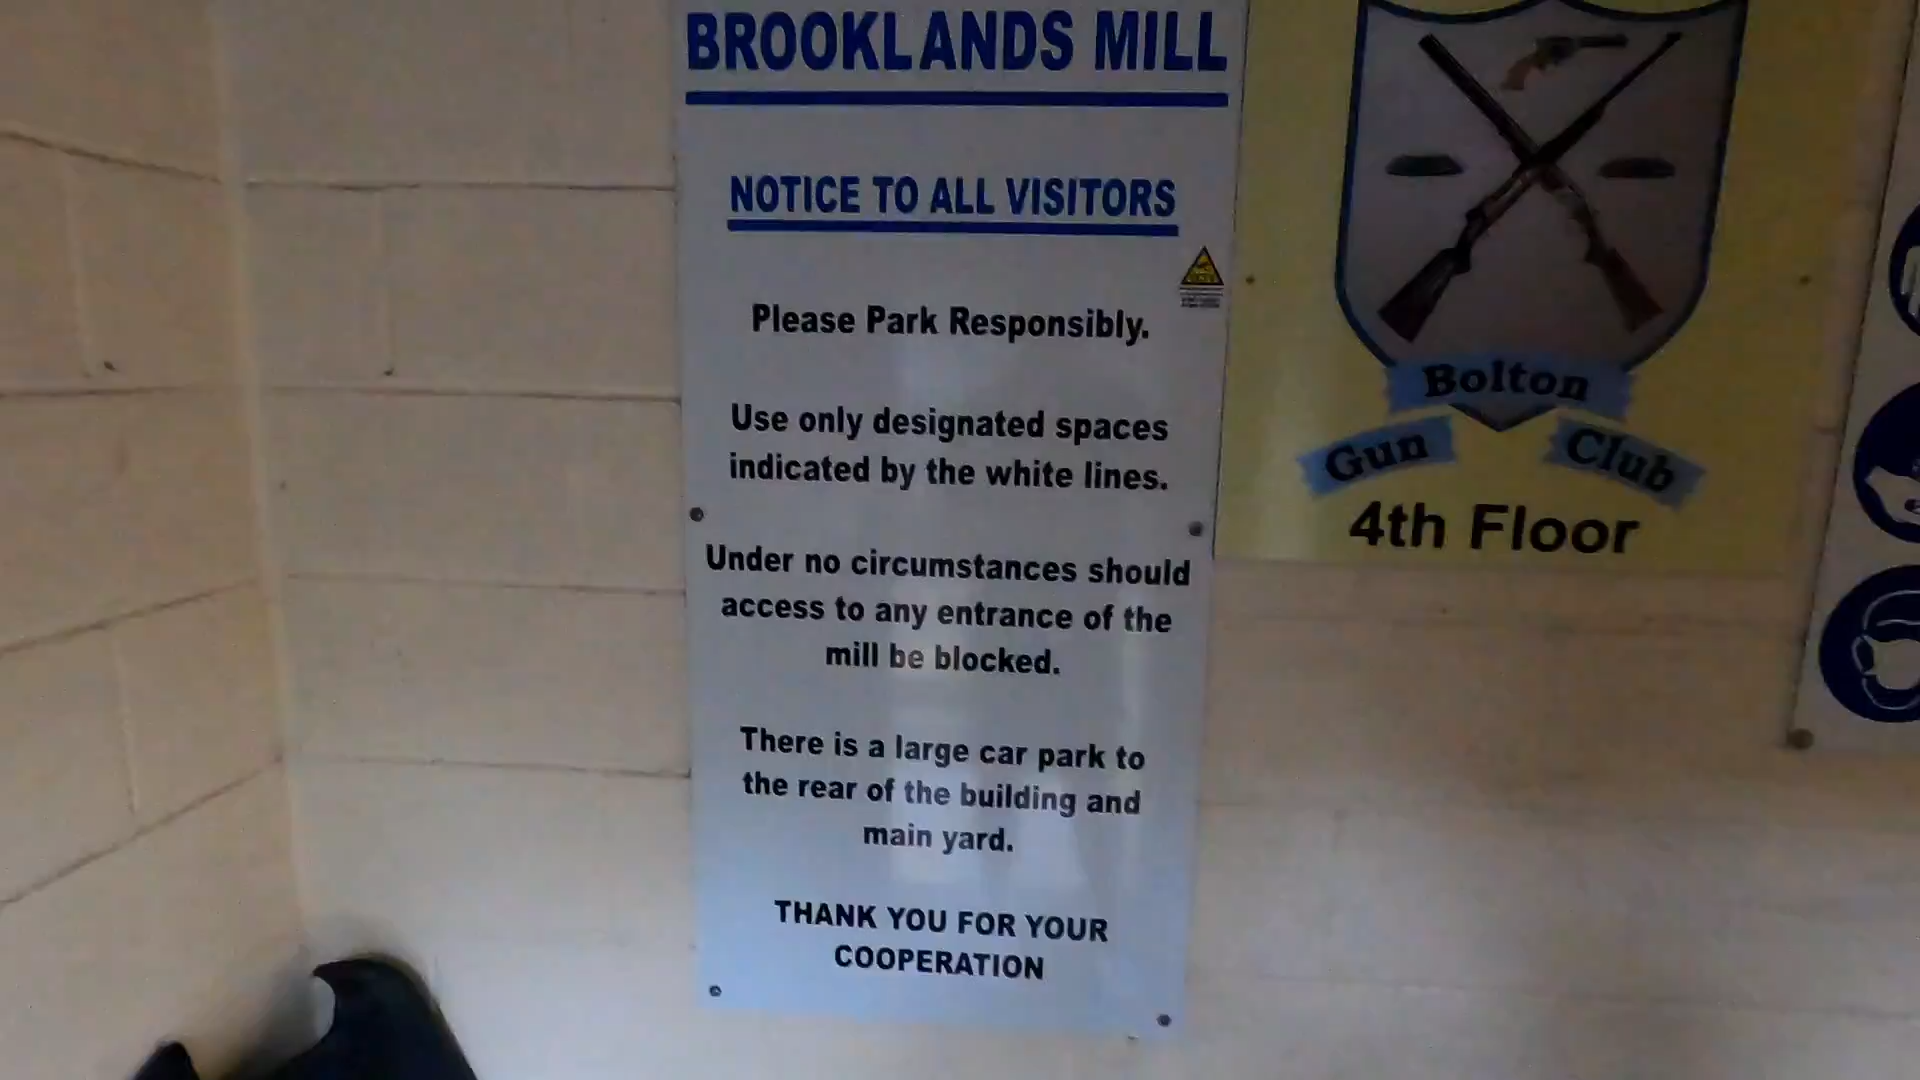 BROOKLANDS MILL
NOTICE TO ALL VISITORS
Please Park Responsibly.
Use only designated spaces
indicated by the white lines.
Under no circumstances should
access to any entrance of the
mill be blocked.
There is a large car park to
the rear of the building and
main yard.
THANK YOU FOR YOUR
COOPERATION
Bolton
Gun Club
4th Floor